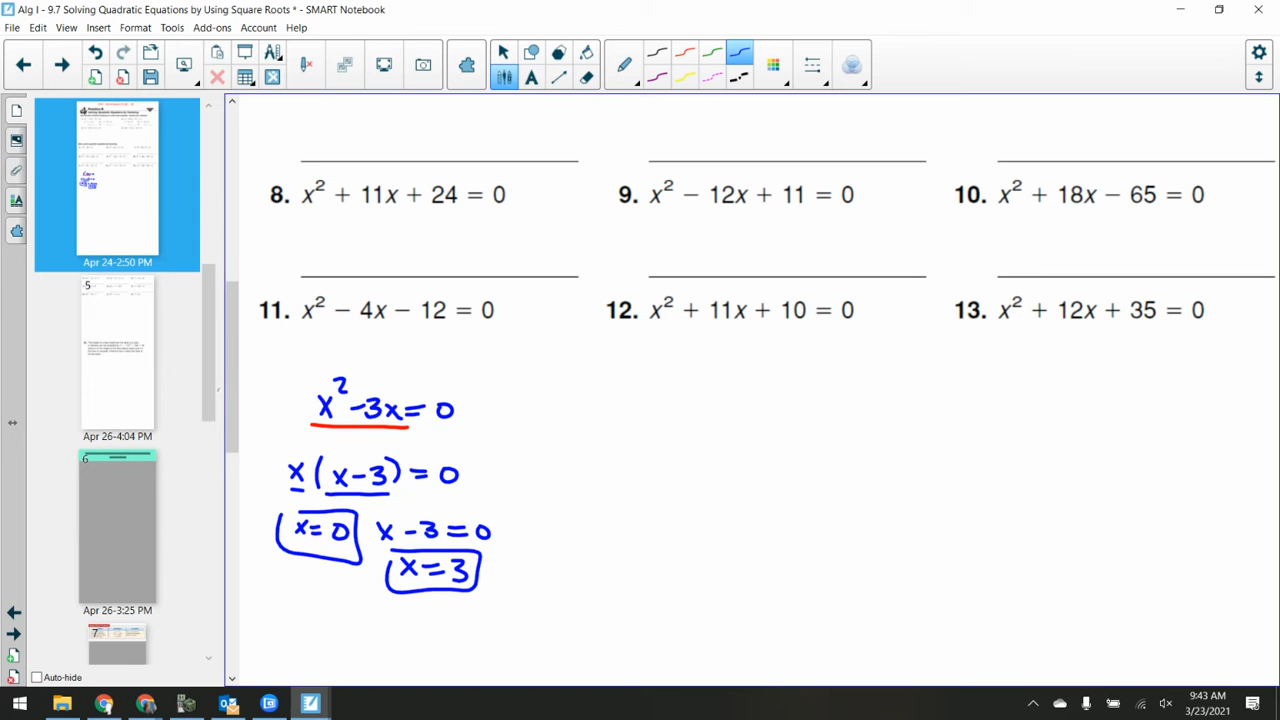 Alg I - 9.7 Solving Quadratic Equations by Using Square Roots * - SMART Notebook
File Edit View Insert Format Tools Add-ons Account Help
8. x² + 11x + 24 = 0
9. x² − 12x + 11 = 0
10. x² + 18x − 65 = 0
11. x² − 4x − 12 = 0
12. x² + 11x + 10 = 0
13. x² + 12x + 35 = 0
x² -3x = 0
x (x-3) = 0
x = 0 x - 3 = 0
x = 3
4
Apr 24-2:50 PM
5
Apr 26-4:04 PM
6
Apr 26-3:25 PM
7
Auto-hide
9:43 AM
3/23/2021